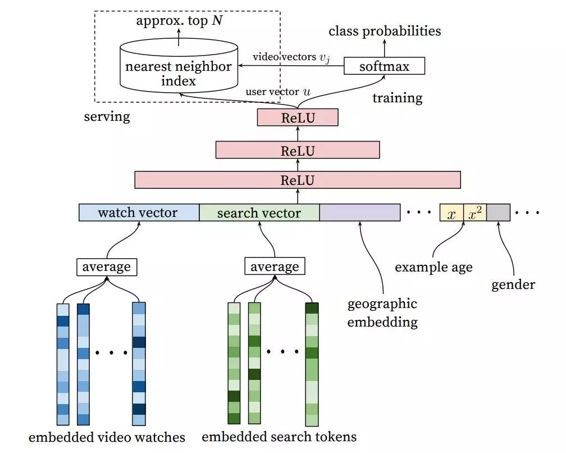 approx. top N
class probabilities
nearest neighbor
index
video vectors v_j
softmax
user vector u
serving
training
ReLU
ReLU
ReLU
watch vector
search vector
...
x
x²
...
average
average
example age
gender
geographic
embedding
...
...
embedded video watches
embedded search tokens